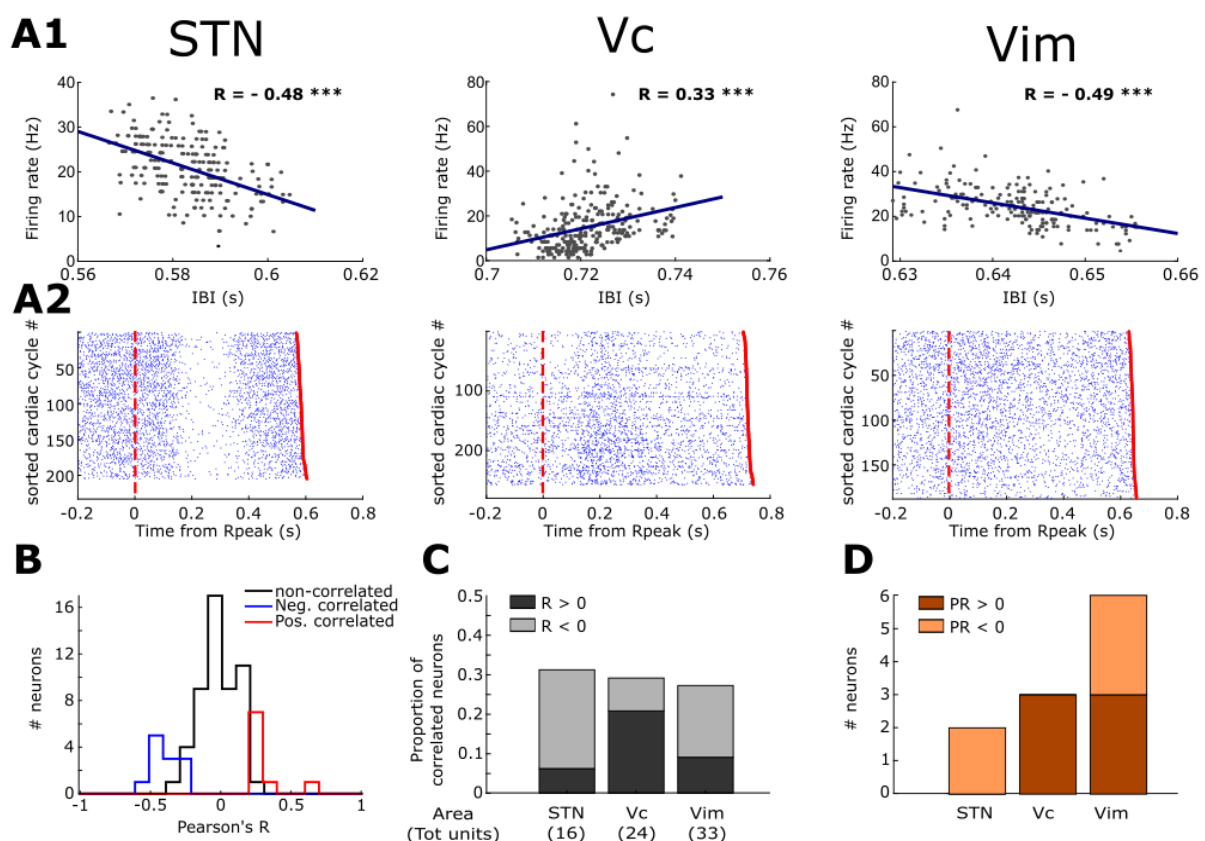 A1
STN
Vc
Vim
R = - 0.48 ***
R = 0.33 ***
R = - 0.49 ***
Firing rate (Hz)
40
30
20
10
0
0.56
0.58
0.6
0.62
IBI (s)
Firing rate (Hz)
80
60
40
20
0
0.7
0.72
0.74
0.76
IBI (s)
Firing rate (Hz)
80
60
40
20
0
0.63
0.64
0.65
0.66
IBI (s)
A2
sorted cardiac cycle #
50
100
150
200
-0.2
0
0.2
0.4
0.6
0.8
Time from Rpeak (s)
sorted cardiac cycle #
100
200
-0.2
0
0.2
0.4
0.6
0.8
Time from Rpeak (s)
sorted cardiac cycle #
50
100
150
-0.2
0
0.2
0.4
0.6
0.8
Time from Rpeak (s)
B
non-correlated
Neg. correlated
Pos. correlated
# neurons
16
12
8
4
0
-1
-0.5
0
0.5
1
Pearson's R
C
R > 0
R < 0
Proportion of
correlated neurons
0.5
0.4
0.3
0.2
0.1
0
Area
STN
Vc
Vim
(Tot units)
(16)
(24)
(33)
D
PR > 0
PR < 0
# neurons
6
5
4
3
2
1
0
STN
Vc
Vim